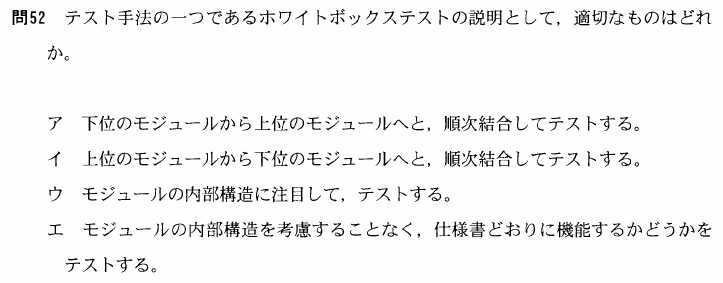 問52　テスト手法の一つであるホワイトボックステストの説明として，適切なものはどれ
か。
ア　下位のモジュールから上位のモジュールへと，順次結合してテストする。
イ　上位のモジュールから下位のモジュールへと，順次結合してテストする。
ウ　モジュールの内部構造に注目して，テストする。
エ　モジュールの内部構造を考慮することなく，仕様書どおりに機能するかどうかを
テストする。